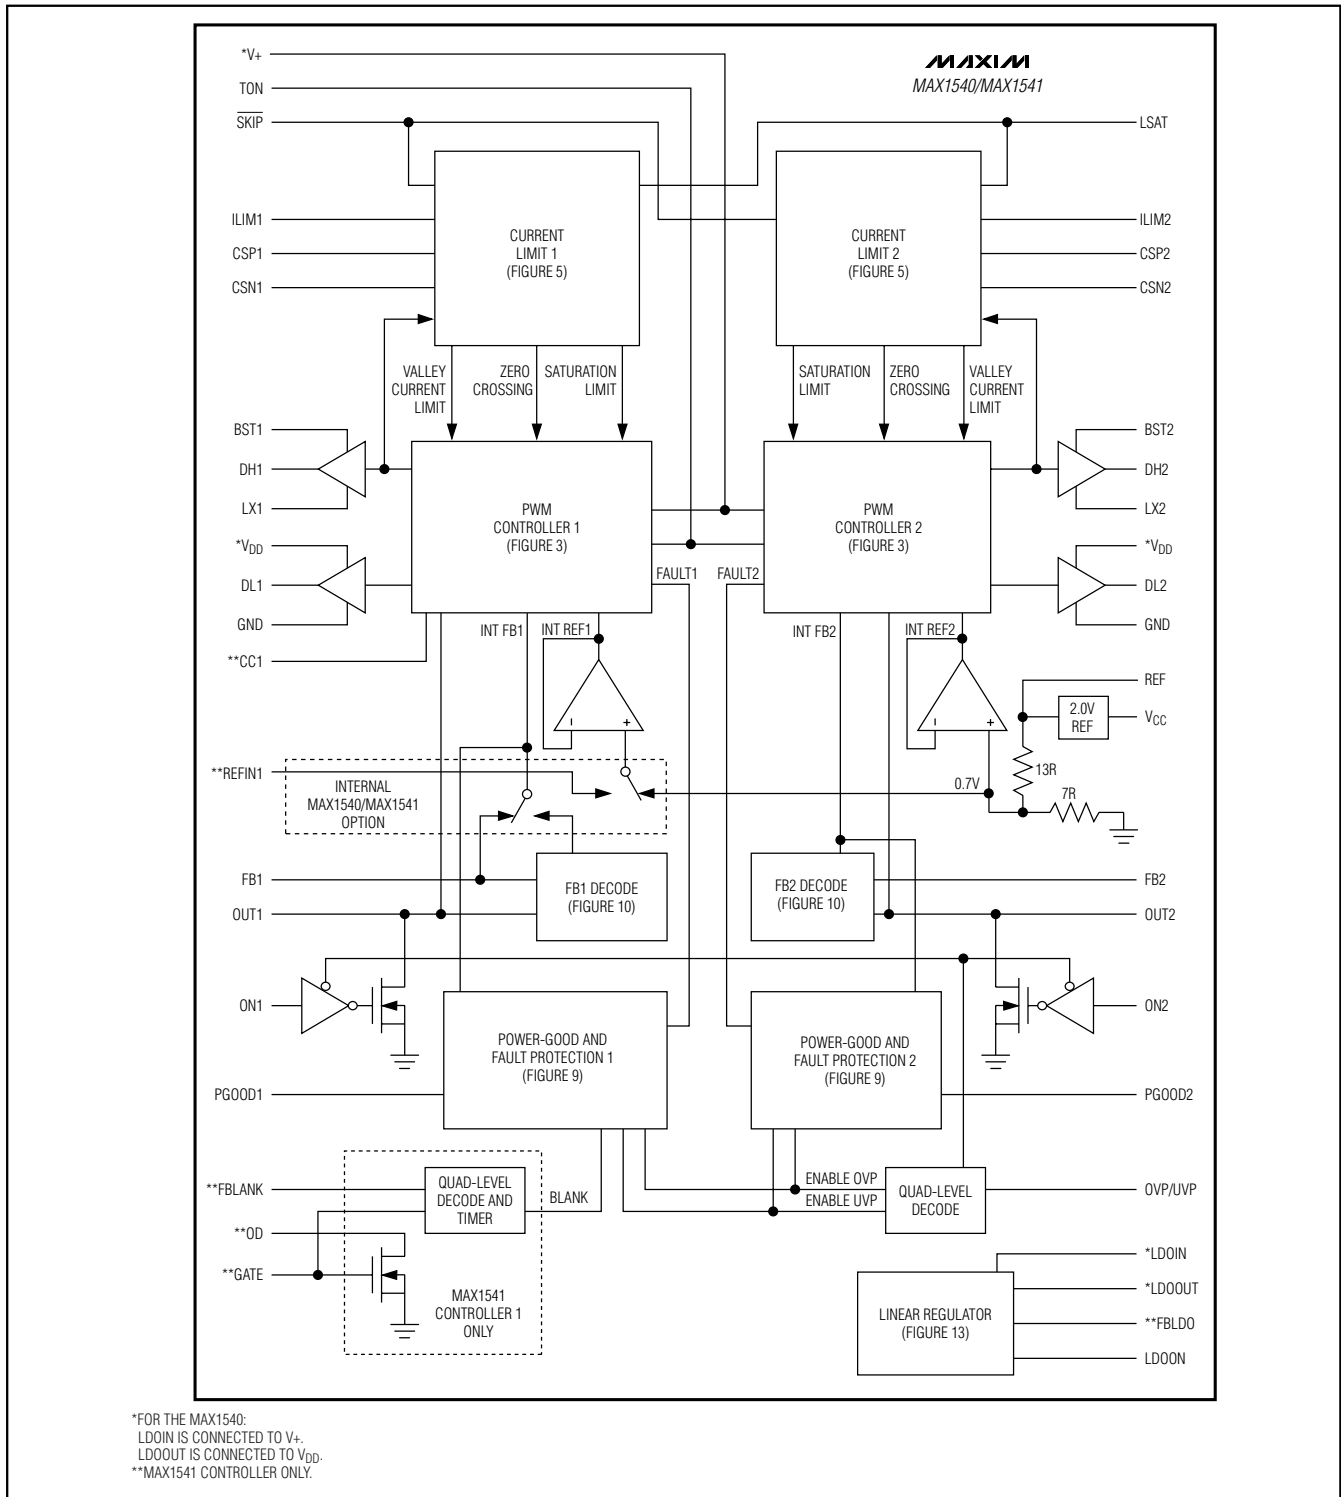 *V+
TON
SKIP
MAXIM
MAX1540/MAX1541
LSAT
ILIM1
CSP1
CSN1
CURRENT
LIMIT 1
(FIGURE 5)
CURRENT
LIMIT 2
(FIGURE 5)
ILIM2
CSP2
CSN2
VALLEY
CURRENT
LIMIT
ZERO
CROSSING
SATURATION
LIMIT
SATURATION
LIMIT
ZERO
CROSSING
VALLEY
CURRENT
LIMIT
BST1
DH1
LX1
*VDD
DL1
GND
**CC1
PWM
CONTROLLER 1
(FIGURE 3)
PWM
CONTROLLER 2
(FIGURE 3)
BST2
DH2
LX2
*VDD
DL2
GND
FAULT1
FAULT2
INT FB1
INT REF1
INT FB2
INT REF2
-
+
-
+
REF
2.0V
REF
VCC
**REFIN1
INTERNAL
MAX1540/MAX1541
OPTION
0.7V
13R
7R
FB1
OUT1
FB1 DECODE
(FIGURE 10)
FB2 DECODE
(FIGURE 10)
FB2
OUT2
ON1
ON2
POWER-GOOD AND
FAULT PROTECTION 1
(FIGURE 9)
POWER-GOOD AND
FAULT PROTECTION 2
(FIGURE 9)
PGOOD1
PGOOD2
**FBLANK
**OD
**GATE
QUAD-LEVEL
DECODE AND
TIMER
BLANK
MAX1541
CONTROLLER 1
ONLY
ENABLE OVP
ENABLE UVP
QUAD-LEVEL
DECODE
OVP/UVP
LINEAR REGULATOR
(FIGURE 13)
*LDOIN
*LDOOUT
**FBLDO
LDOON
*FOR THE MAX1540:
LDOIN IS CONNECTED TO V+.
LDOOUT IS CONNECTED TO VDD.
**MAX1541 CONTROLLER ONLY.